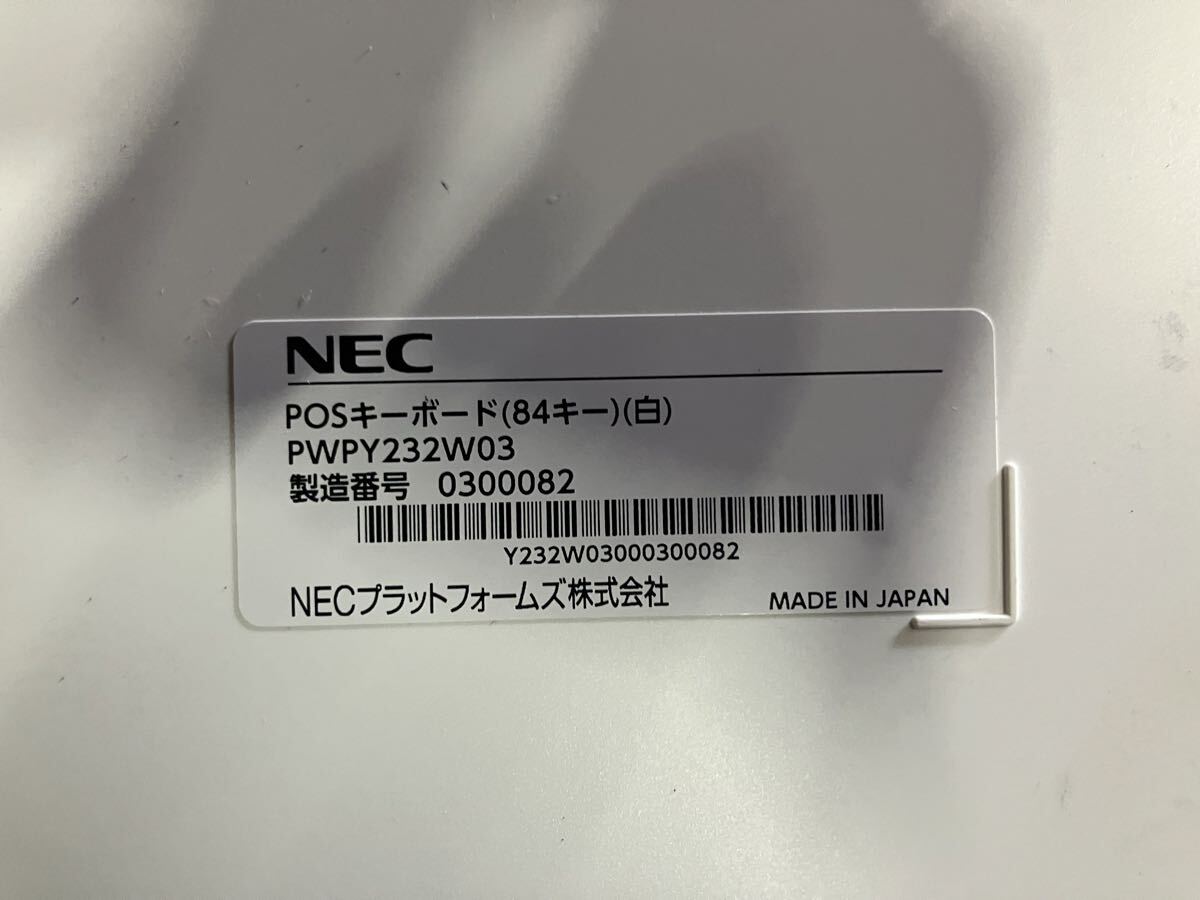 NEC
POSキーボード(84キー)(白)
PWPY232W03
製造番号 0300082
Y232W03000300082
NECプラットフォームズ株式会社
MADE IN JAPAN